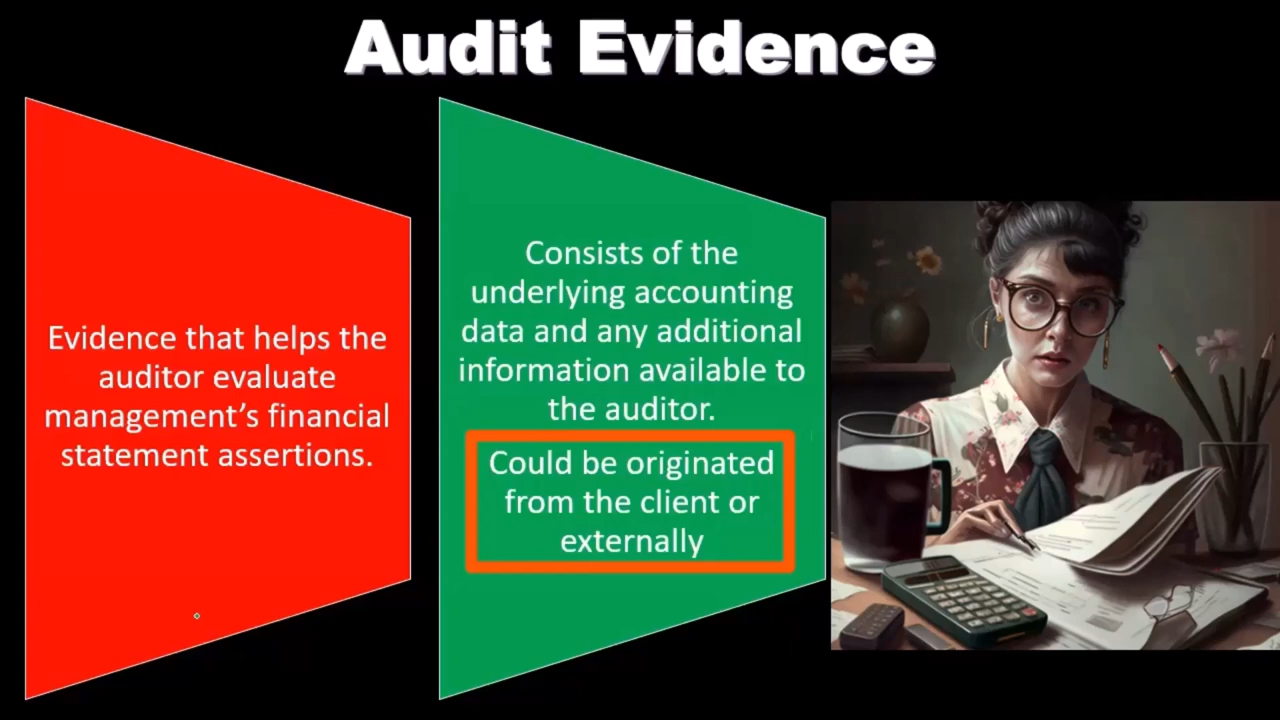 Audit Evidence
Evidence that helps the
auditor evaluate
management’s financial
statement assertions.
Consists of the
underlying accounting
data and any additional
information available to
the auditor.
Could be originated
from the client or
externally